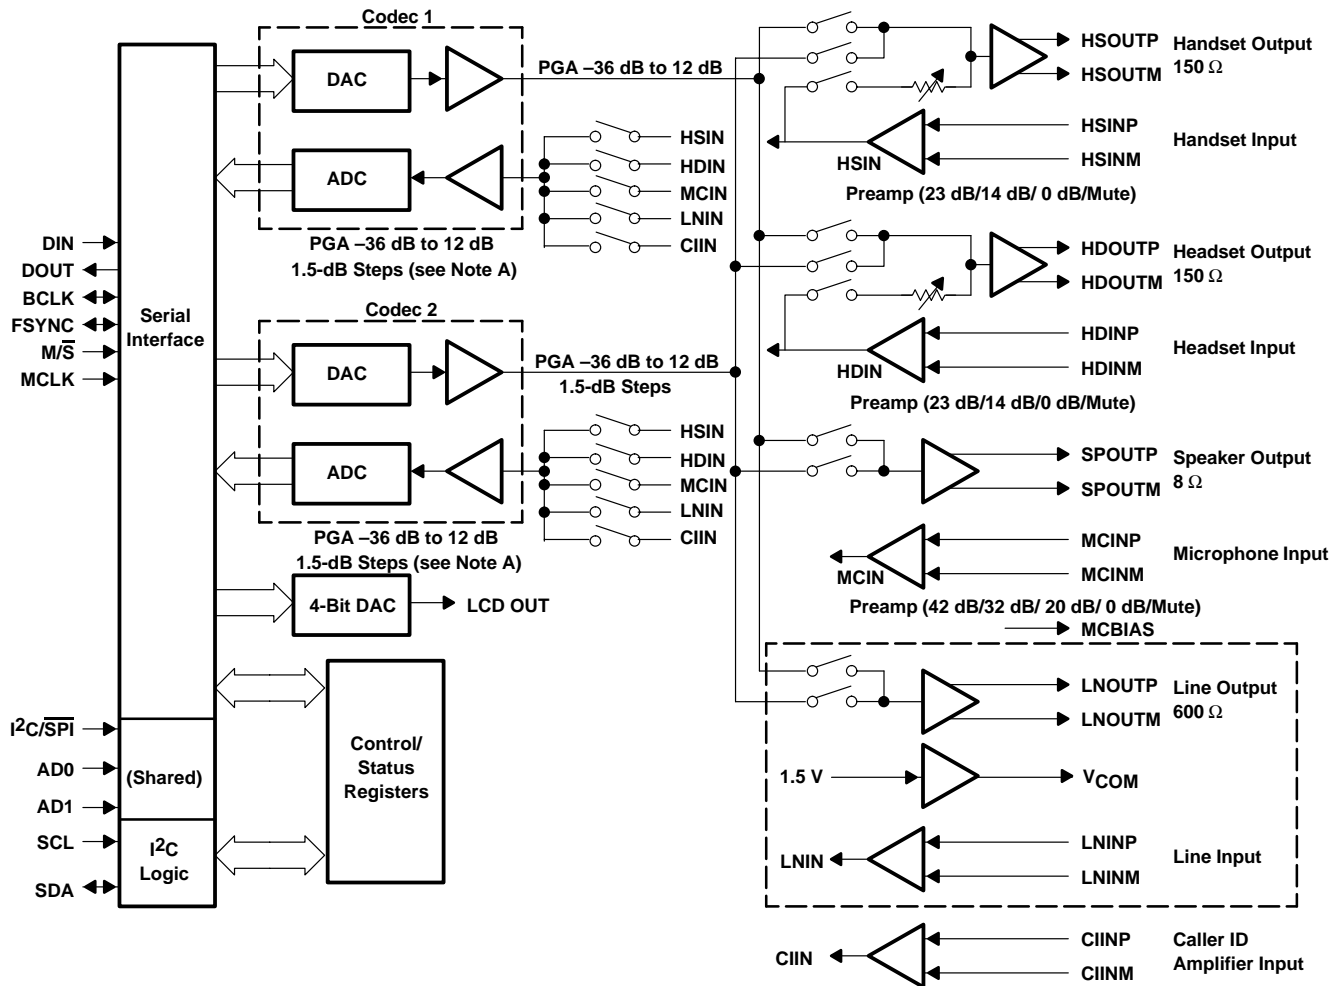 Codec 1
DAC
PGA –36 dB to 12 dB
ADC
HSIN
HDIN
MCIN
LNIN
CIIN
PGA –36 dB to 12 dB
1.5-dB Steps (see Note A)
Codec 2
DAC
PGA –36 dB to 12 dB
1.5-dB Steps
ADC
HSIN
HDIN
MCIN
LNIN
CIIN
PGA –36 dB to 12 dB
1.5-dB Steps (see Note A)
4-Bit DAC
LCD OUT
DIN
DOUT
BCLK
FSYNC
M/S̅
MCLK
Serial
Interface
I²C/S̅P̅I̅
AD0
AD1
SCL
SDA
(Shared)
I²C
Logic
Control/
Status
Registers
HSOUTP
HSOUTM
Handset Output
150 Ω
HSINP
HSINM
Handset Input
HSIN
Preamp (23 dB/14 dB/ 0 dB/Mute)
HDOUTP
HDOUTM
Headset Output
150 Ω
HDINP
HDINM
Headset Input
HDIN
Preamp (23 dB/14 dB/0 dB/Mute)
SPOUTP
SPOUTM
Speaker Output
8 Ω
MCINP
MCINM
Microphone Input
MCIN
Preamp (42 dB/32 dB/ 20 dB/ 0 dB/Mute)
MCBIAS
LNOUTP
LNOUTM
Line Output
600 Ω
1.5 V
VCOM
LNINP
LNINM
Line Input
LNIN
CIINP
CIINM
Caller ID
Amplifier Input
CIIN